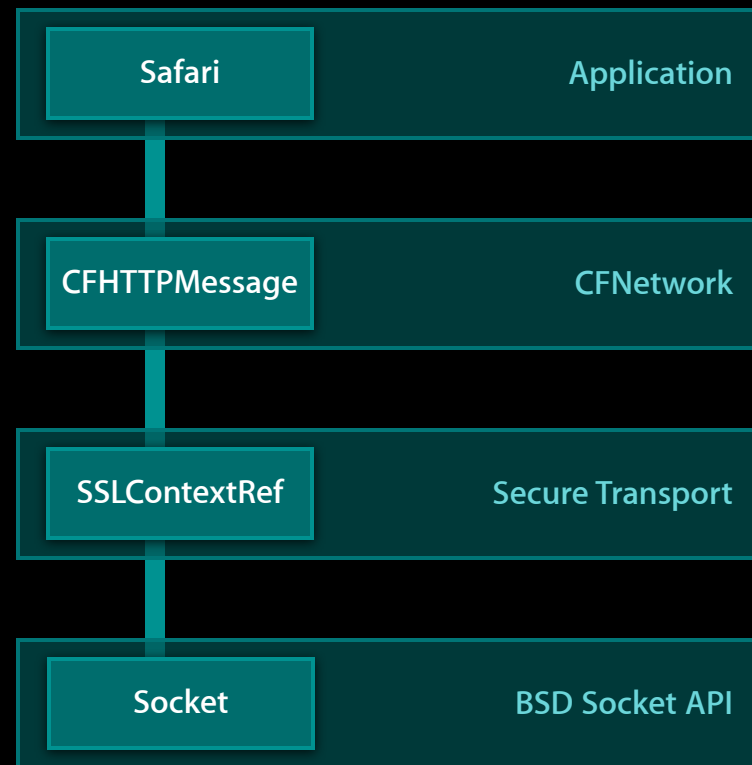 Safari
Application
CFHTTPMessage
CFNetwork
SSLContextRef
Secure Transport
Socket
BSD Socket API